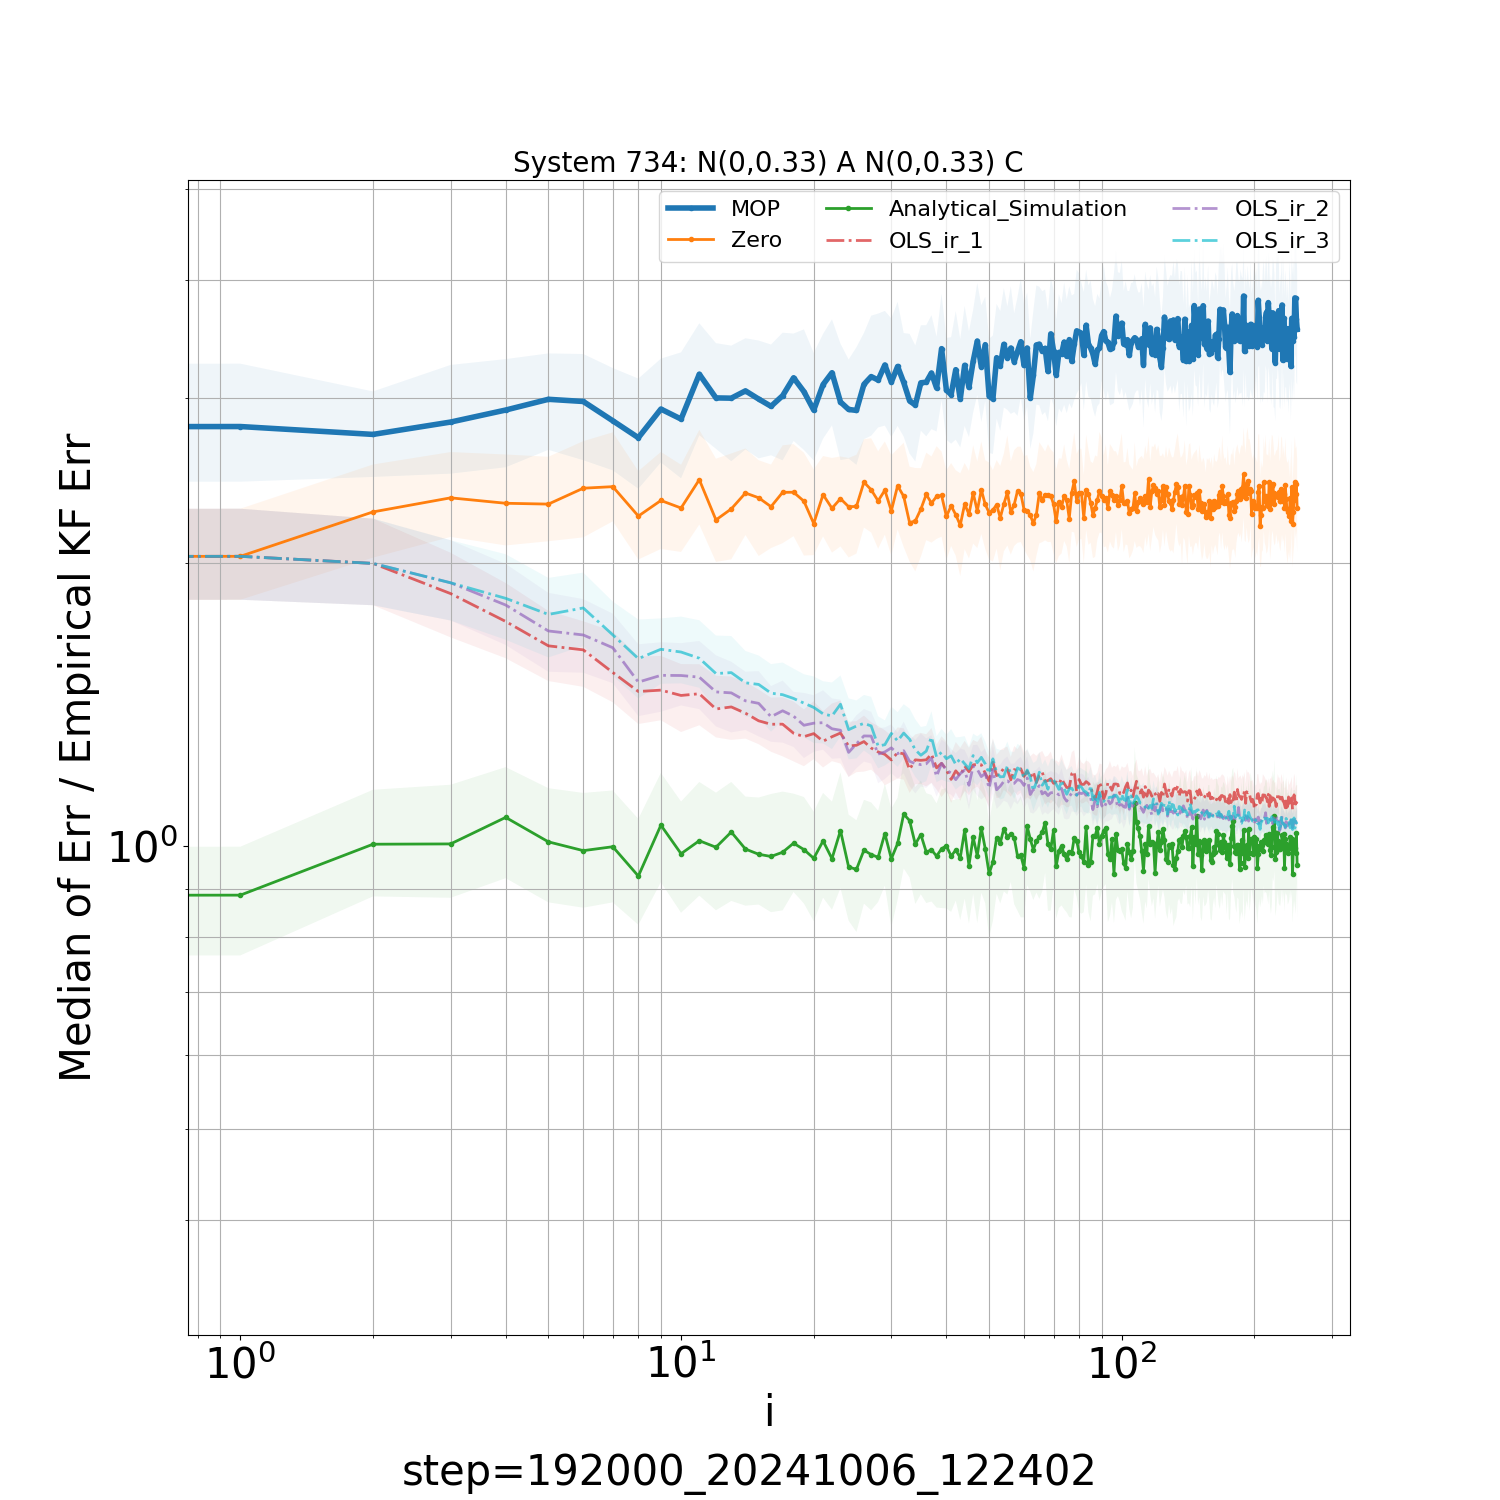 System 734: N(0,0.33) A N(0,0.33) C
MOP
Zero
Analytical_Simulation
OLS_ir_1
OLS_ir_2
OLS_ir_3
Median of Err / Empirical KF Err
10⁰
10⁰ 10¹ 10²
i
step=192000_20241006_122402